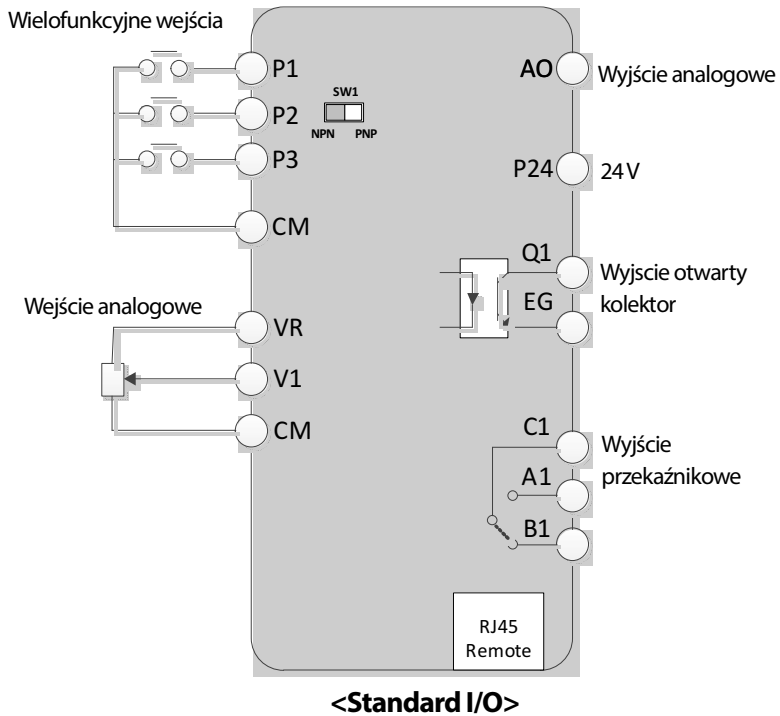 Wielofunkcyjne wejścia
P1
P2
P3
CM
SW1
NPN PNP
Wejście analogowe
VR
V1
CM
AO
Wyjście analogowe
P24
24 V
Q1
EG
Wyjscie otwarty
kolektor
C1
A1
B1
Wyjście
przekaźnikowe
RJ45
Remote
<Standard I/O>